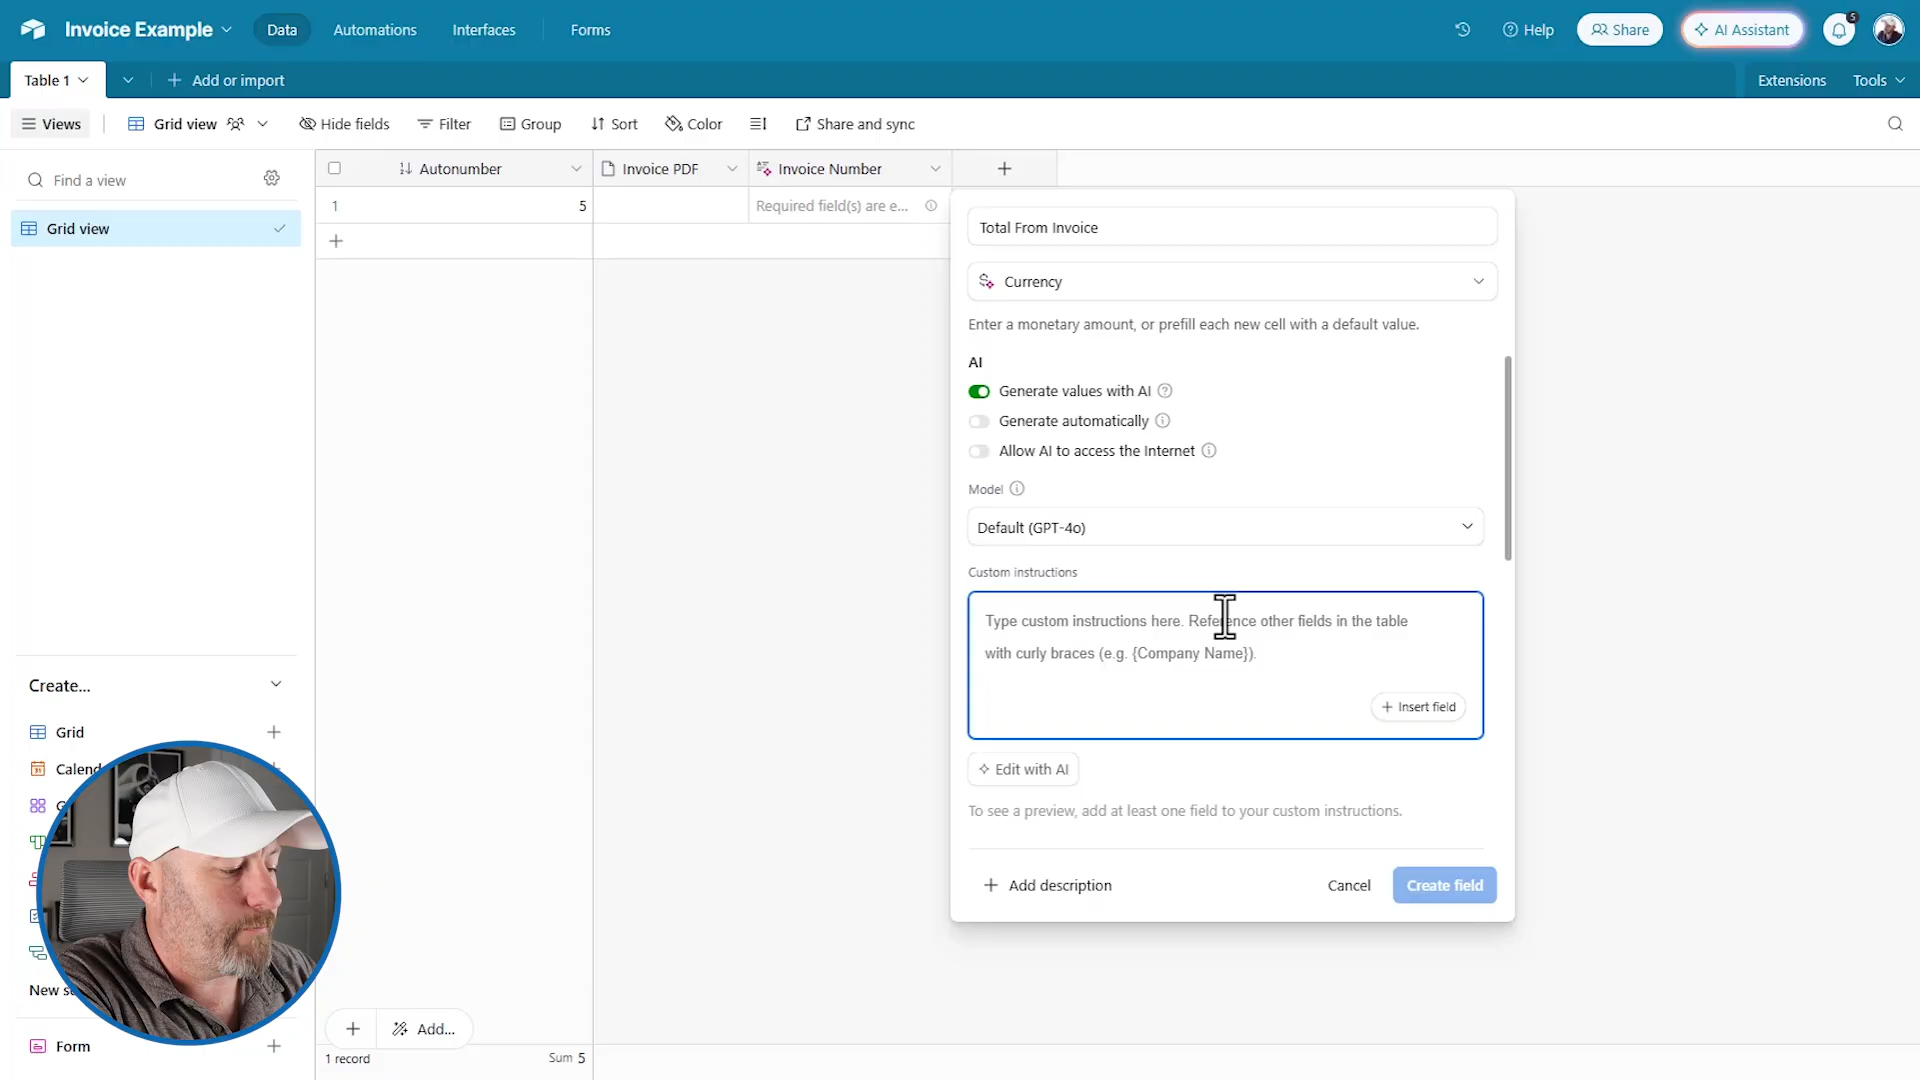 Invoice Example
Data
Automations
Interfaces
Forms
Help
Share
AI Assistant
5
Table 1
Add or import
Extensions
Tools
Views
Grid view
Hide fields
Filter
Group
Sort
Color
Share and sync
Find a view
Grid view
Autonumber
Invoice PDF
Invoice Number
1
5
Required field(s) are e...
Total From Invoice
Currency
Enter a monetary amount, or prefill each new cell with a default value.
AI
Generate values with AI
Generate automatically
Allow AI to access the Internet
Model
Default (GPT-4o)
Custom instructions
Type custom instructions here. Reference other fields in the table
with curly braces (e.g. {Company Name}).
Insert field
Edit with AI
To see a preview, add at least one field to your custom instructions.
Add description
Cancel
Create field
Create...
Grid
Calend
G
New s
Form
Add...
1 record
Sum 5